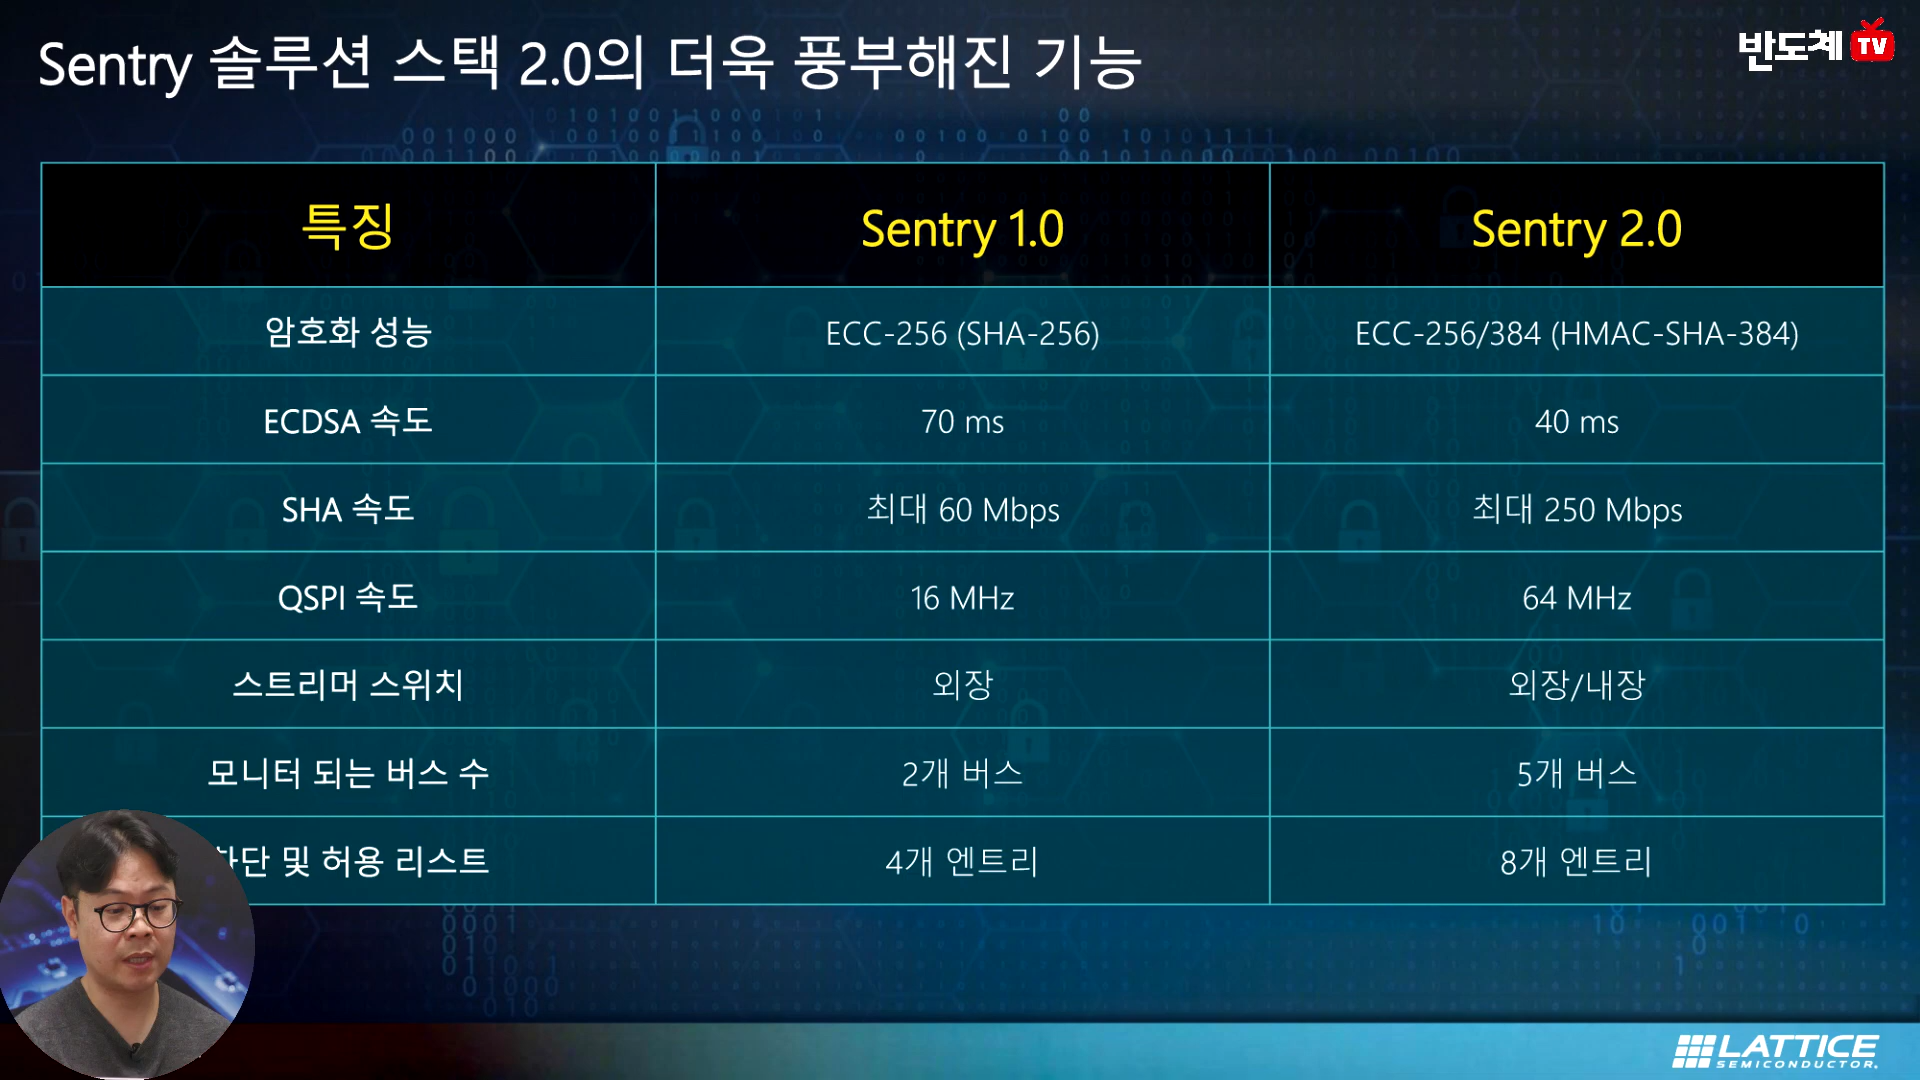 Sentry 솔루션 스택 2.0의 더욱 풍부해진 기능
반도체 TV
특징 Sentry 1.0 Sentry 2.0
암호화 성능 ECC-256 (SHA-256) ECC-256/384 (HMAC-SHA-384)
ECDSA 속도 70 ms 40 ms
SHA 속도 최대 60 Mbps 최대 250 Mbps
QSPI 속도 16 MHz 64 MHz
스트리머 스위치 외장 외장/내장
모니터 되는 버스 수 2개 버스 5개 버스
및 허용 리스트 4개 엔트리 8개 엔트리
LATTICE
SEMICONDUCTOR.